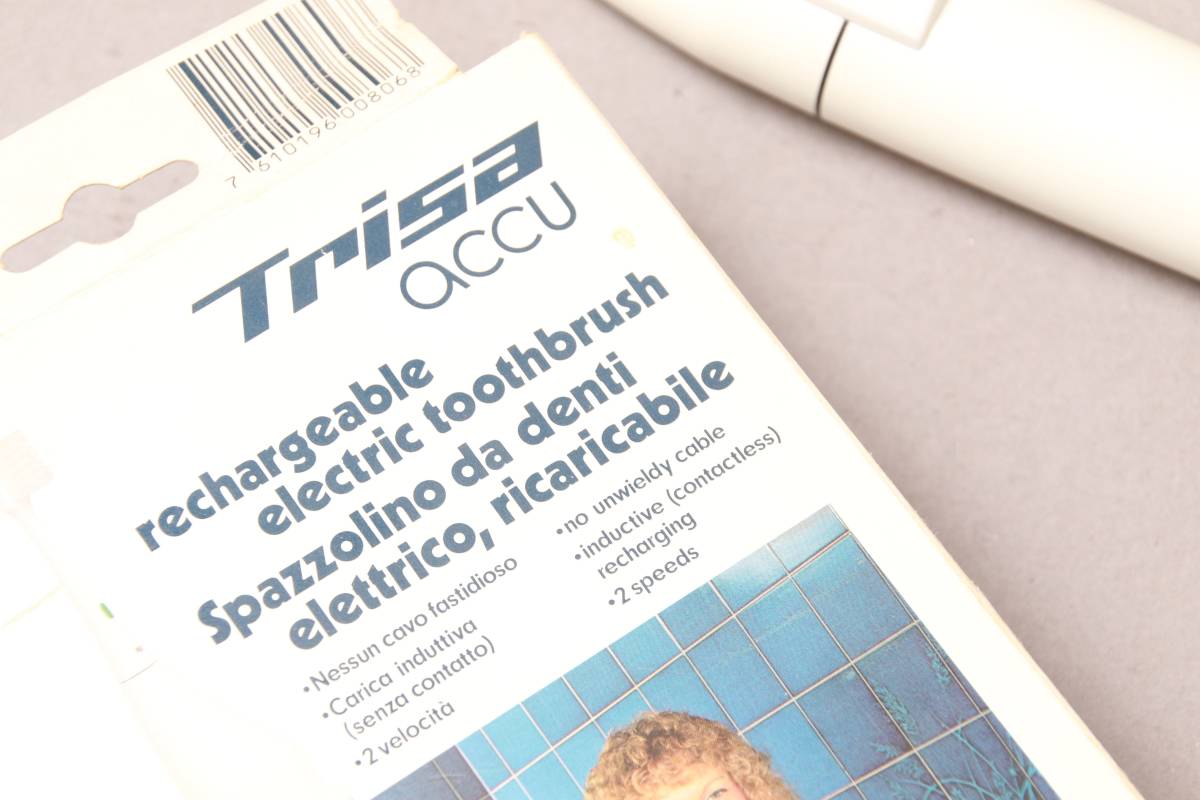 7 610196 008068
Trisa
accu
rechargeable
electric toothbrush
Spazzolino da denti
elettrico, ricaricabile
•Nessun cavo fastidioso
•Carica induttiva
(senza contatto)
•2 velocità
•no unwieldy cable
•inductive (contactless)
recharging
•2 speeds